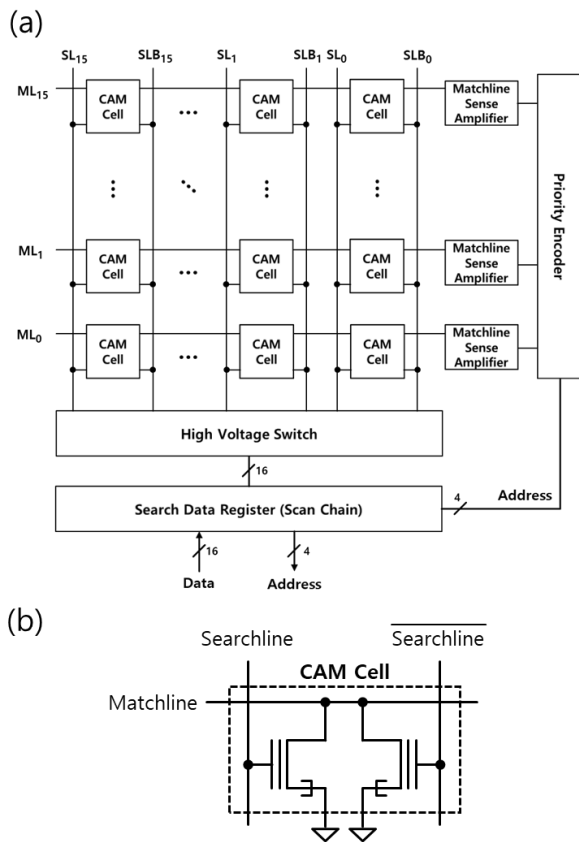 (a)
SL15 SLB15 SL1 SLB1 SL0 SLB0
ML15
CAM
Cell
CAM
Cell
CAM
Cell
Matchline
Sense
Amplifier
Priority Encoder
ML1
CAM
Cell
CAM
Cell
CAM
Cell
Matchline
Sense
Amplifier
ML0
CAM
Cell
CAM
Cell
CAM
Cell
Matchline
Sense
Amplifier
High Voltage Switch
16
Search Data Register (Scan Chain)
4
Address
16
4
Data
Address
(b)
Searchline
Searchline
CAM Cell
Matchline